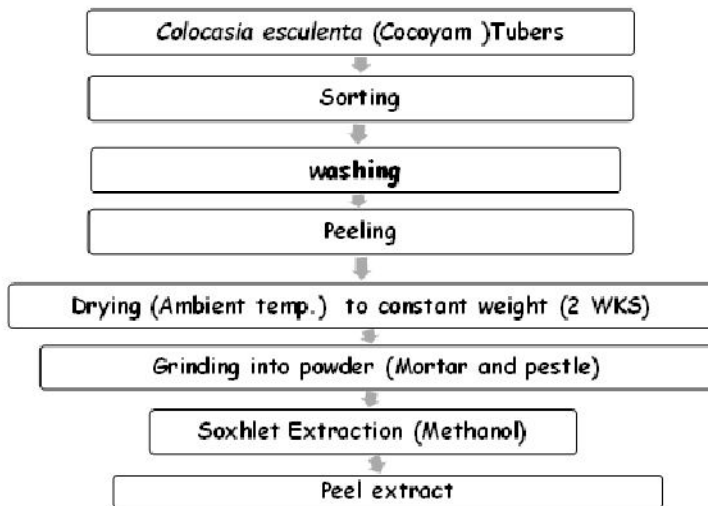 Colocasia esculenta (Cocoyam )Tubers
Sorting
washing
Peeling
Drying (Ambient temp.) to constant weight (2 WKS)
Grinding into powder (Mortar and pestle)
Soxhlet Extraction (Methanol)
Peel extract